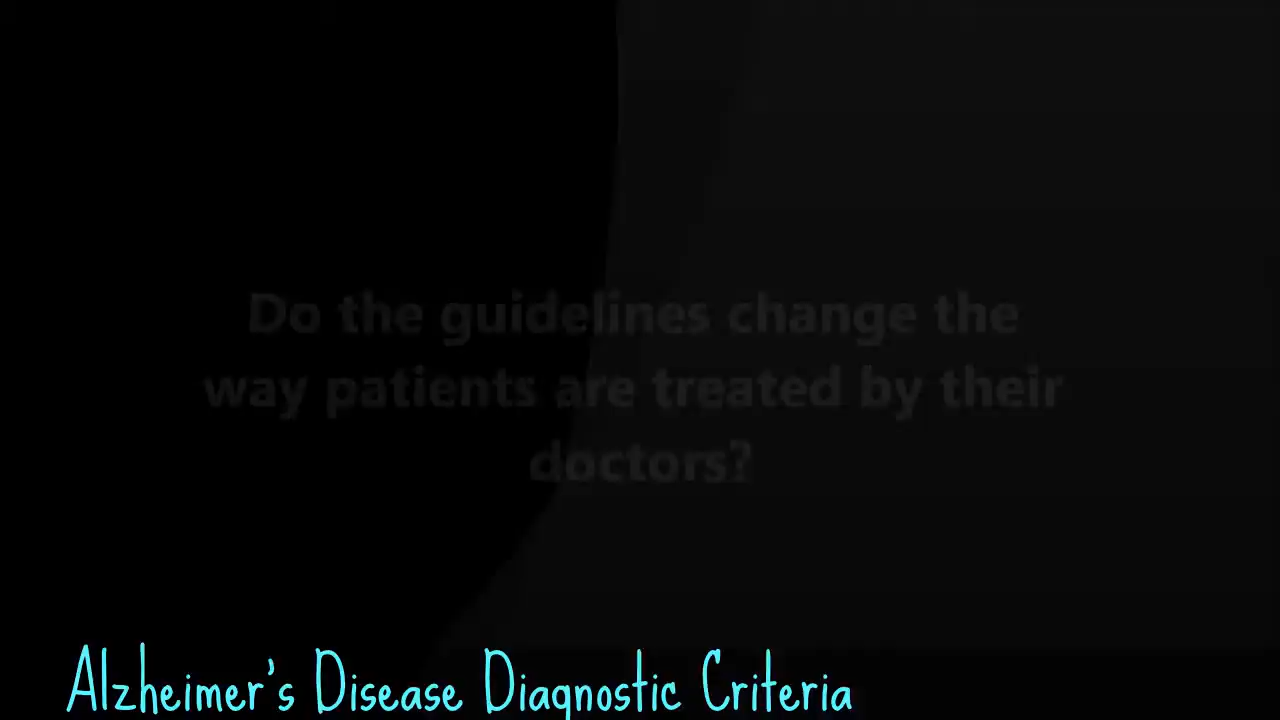 Do the guidelines change the
way patients are treated by their
doctors?
Alzheimer's Disease Diagnostic Criteria